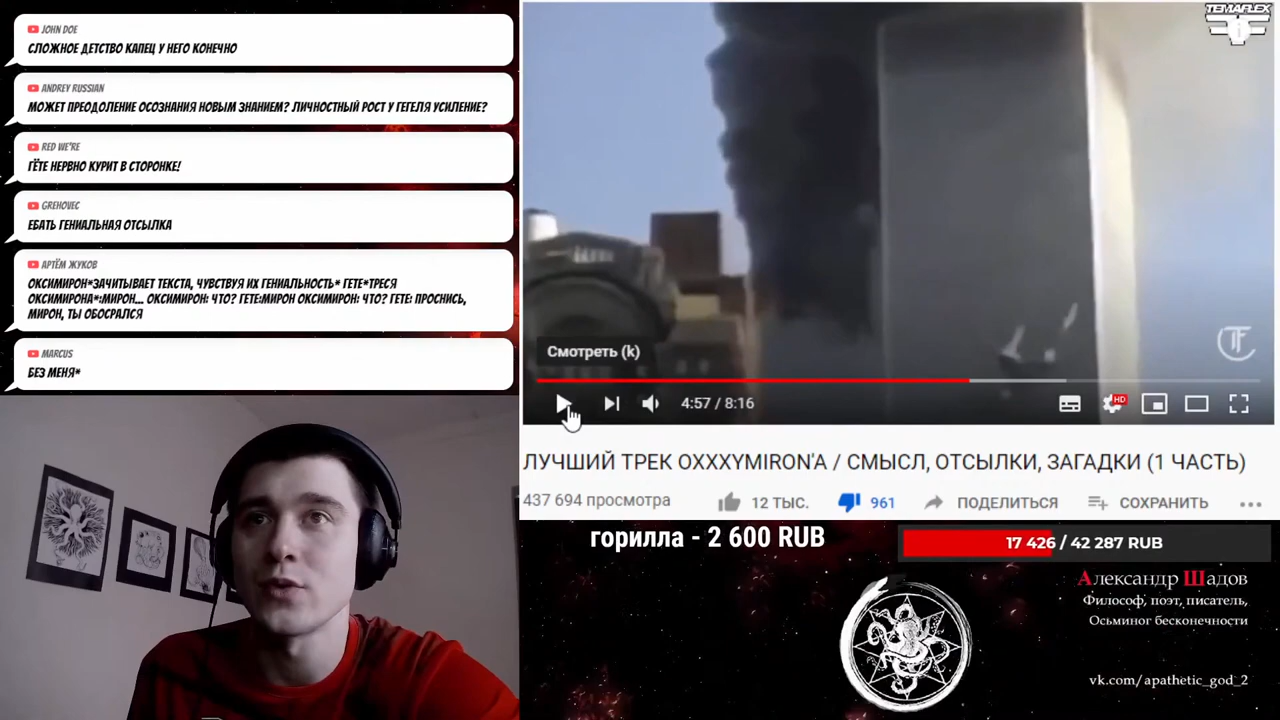 JOHN DOE
СЛОЖНОЕ ДЕТСТВО КАПЕЦ У НЕГО КОНЕЧНО
ANDREY RUSSIAN
МОЖЕТ ПРЕОДОЛЕНИЕ ОСОЗНАНИЯ НОВЫМ ЗНАНИЕМ? ЛИЧНОСТНЫЙ РОСТ У ГЕГЕЛЯ УСИЛЕНИЕ?
RED WE'RE
ГЁТЕ НЕРВНО КУРИТ В СТОРОНКЕ!
GREHOVEC
ЕБАТЬ ГЕНИАЛЬНАЯ ОТСЫЛКА
АРТЁМ ЖУКОВ
ОКСИМИРОН*ЗАЧИТЫВАЕТ ТЕКСТА, ЧУВСТВУЯ ИХ ГЕНИАЛЬНОСТЬ* ГЕТЕ*ТРЕСЯ
ОКСИМИРОНА*:МИРОН... ОКСИМИРОН: ЧТО? ГЕТЕ:МИРОН ОКСИМИРОН: ЧТО? ГЕТЕ: ПРОСНИСЬ,
МИРОН, ТЫ ОБОСРАЛСЯ
MARCUS
БЕЗ МЕНЯ*
TEMAFLEX
TF
Смотреть (k)
4:57 / 8:16
HD
ЛУЧШИЙ ТРЕК OXXXYMIRON'А / СМЫСЛ, ОТСЫЛКИ, ЗАГАДКИ (1 ЧАСТЬ)
437 694 просмотра
12 ТЫС.
961
ПОДЕЛИТЬСЯ
СОХРАНИТЬ
горилла - 2 600 RUB
17 426 / 42 287 RUB
Александр Шадов
Философ, поэт, писатель,
Осьминог бесконечности
vk.com/apathetic_god_2